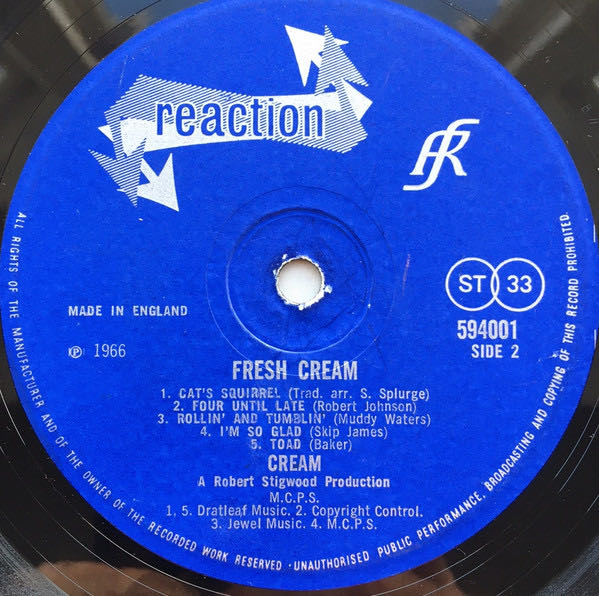 reaction
ST 33
MADE IN ENGLAND
594001
℗ 1966
SIDE 2
FRESH CREAM
1. CAT'S SQUIRREL (Trad. arr. S. Splurge)
2. FOUR UNTIL LATE (Robert Johnson)
3. ROLLIN' AND TUMBLIN' (Muddy Waters)
4. I'M SO GLAD (Skip James)
5. TOAD (Baker)
CREAM
A Robert Stigwood Production
M.C.P.S.
1. 5. Dratleaf Music. 2. Copyright Control.
3. Jewel Music. 4. M.C.P.S.
ALL RIGHTS OF THE MANUFACTURER AND OF THE OWNER OF THE RECORDED WORK RESERVED · UNAUTHORISED PUBLIC PERFORMANCE, BROADCASTING AND COPYING OF THIS RECORD PROHIBITED.